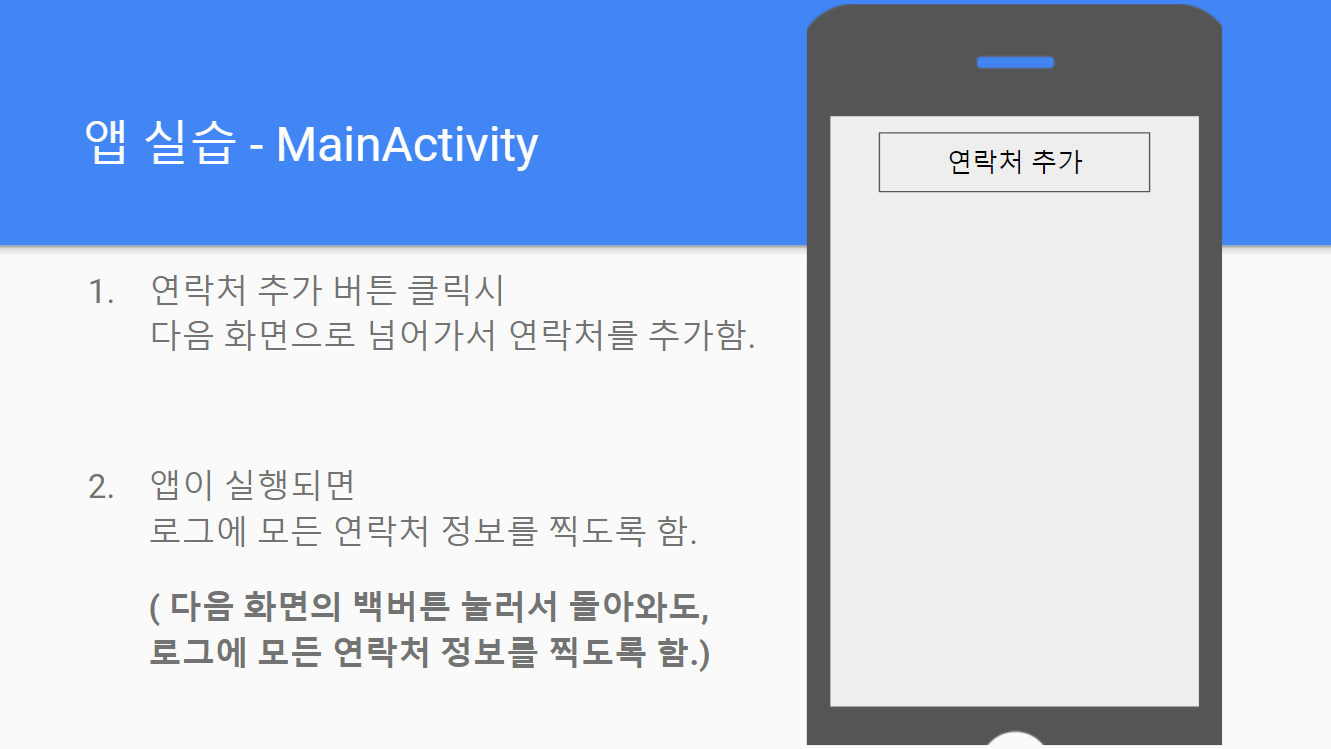 앱 실습 - MainActivity
1. 연락처 추가 버튼 클릭시
다음 화면으로 넘어가서 연락처를 추가함.
2. 앱이 실행되면
로그에 모든 연락처 정보를 찍도록 함.
( 다음 화면의 백버튼 눌러서 돌아와도,
로그에 모든 연락처 정보를 찍도록 함.)
연락처 추가